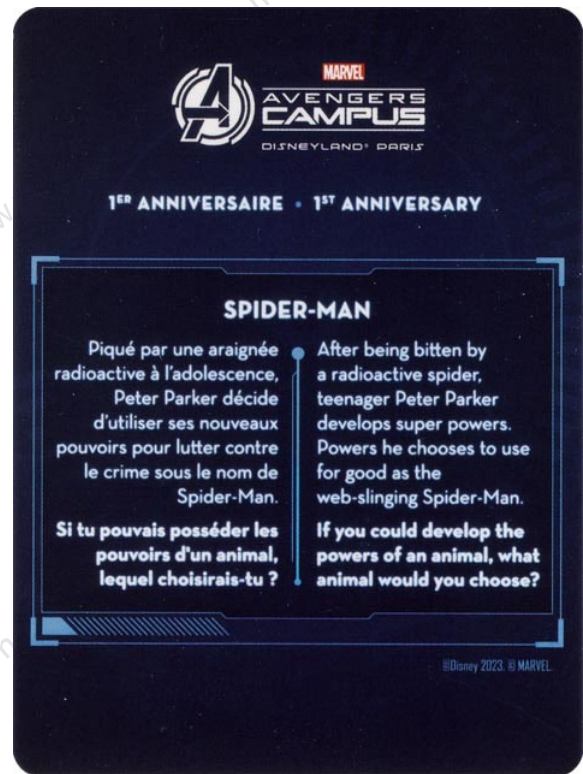 MARVEL
AVENGERS
CAMPUS
DISNEYLAND® PARIS
1ER ANNIVERSAIRE • 1ST ANNIVERSARY
SPIDER-MAN
Piqué par une araignée
radioactive à l'adolescence,
Peter Parker décide
d'utiliser ses nouveaux
pouvoirs pour lutter contre
le crime sous le nom de
Spider-Man.
Si tu pouvais posséder les
pouvoirs d'un animal,
lequel choisirais-tu ?
After being bitten by
a radioactive spider,
teenager Peter Parker
develops super powers.
Powers he chooses to use
for good as the
web-slinging Spider-Man.
If you could develop the
powers of an animal, what
animal would you choose?
©Disney 2023. © MARVEL.